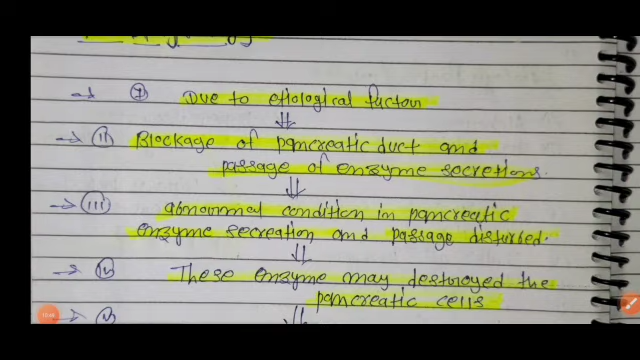 → (I) Due to etiological factor
⇓
→ (II) Blockage of pancreatic duct and
passage of enzyme secretions.
⇓
→ (III) abnormal condition in pancreatic
enzyme secreation and passage disturbed.
⇓
→ (IV) These enzyme may destroyed the
pancreatic cells
⇓
→ (V)